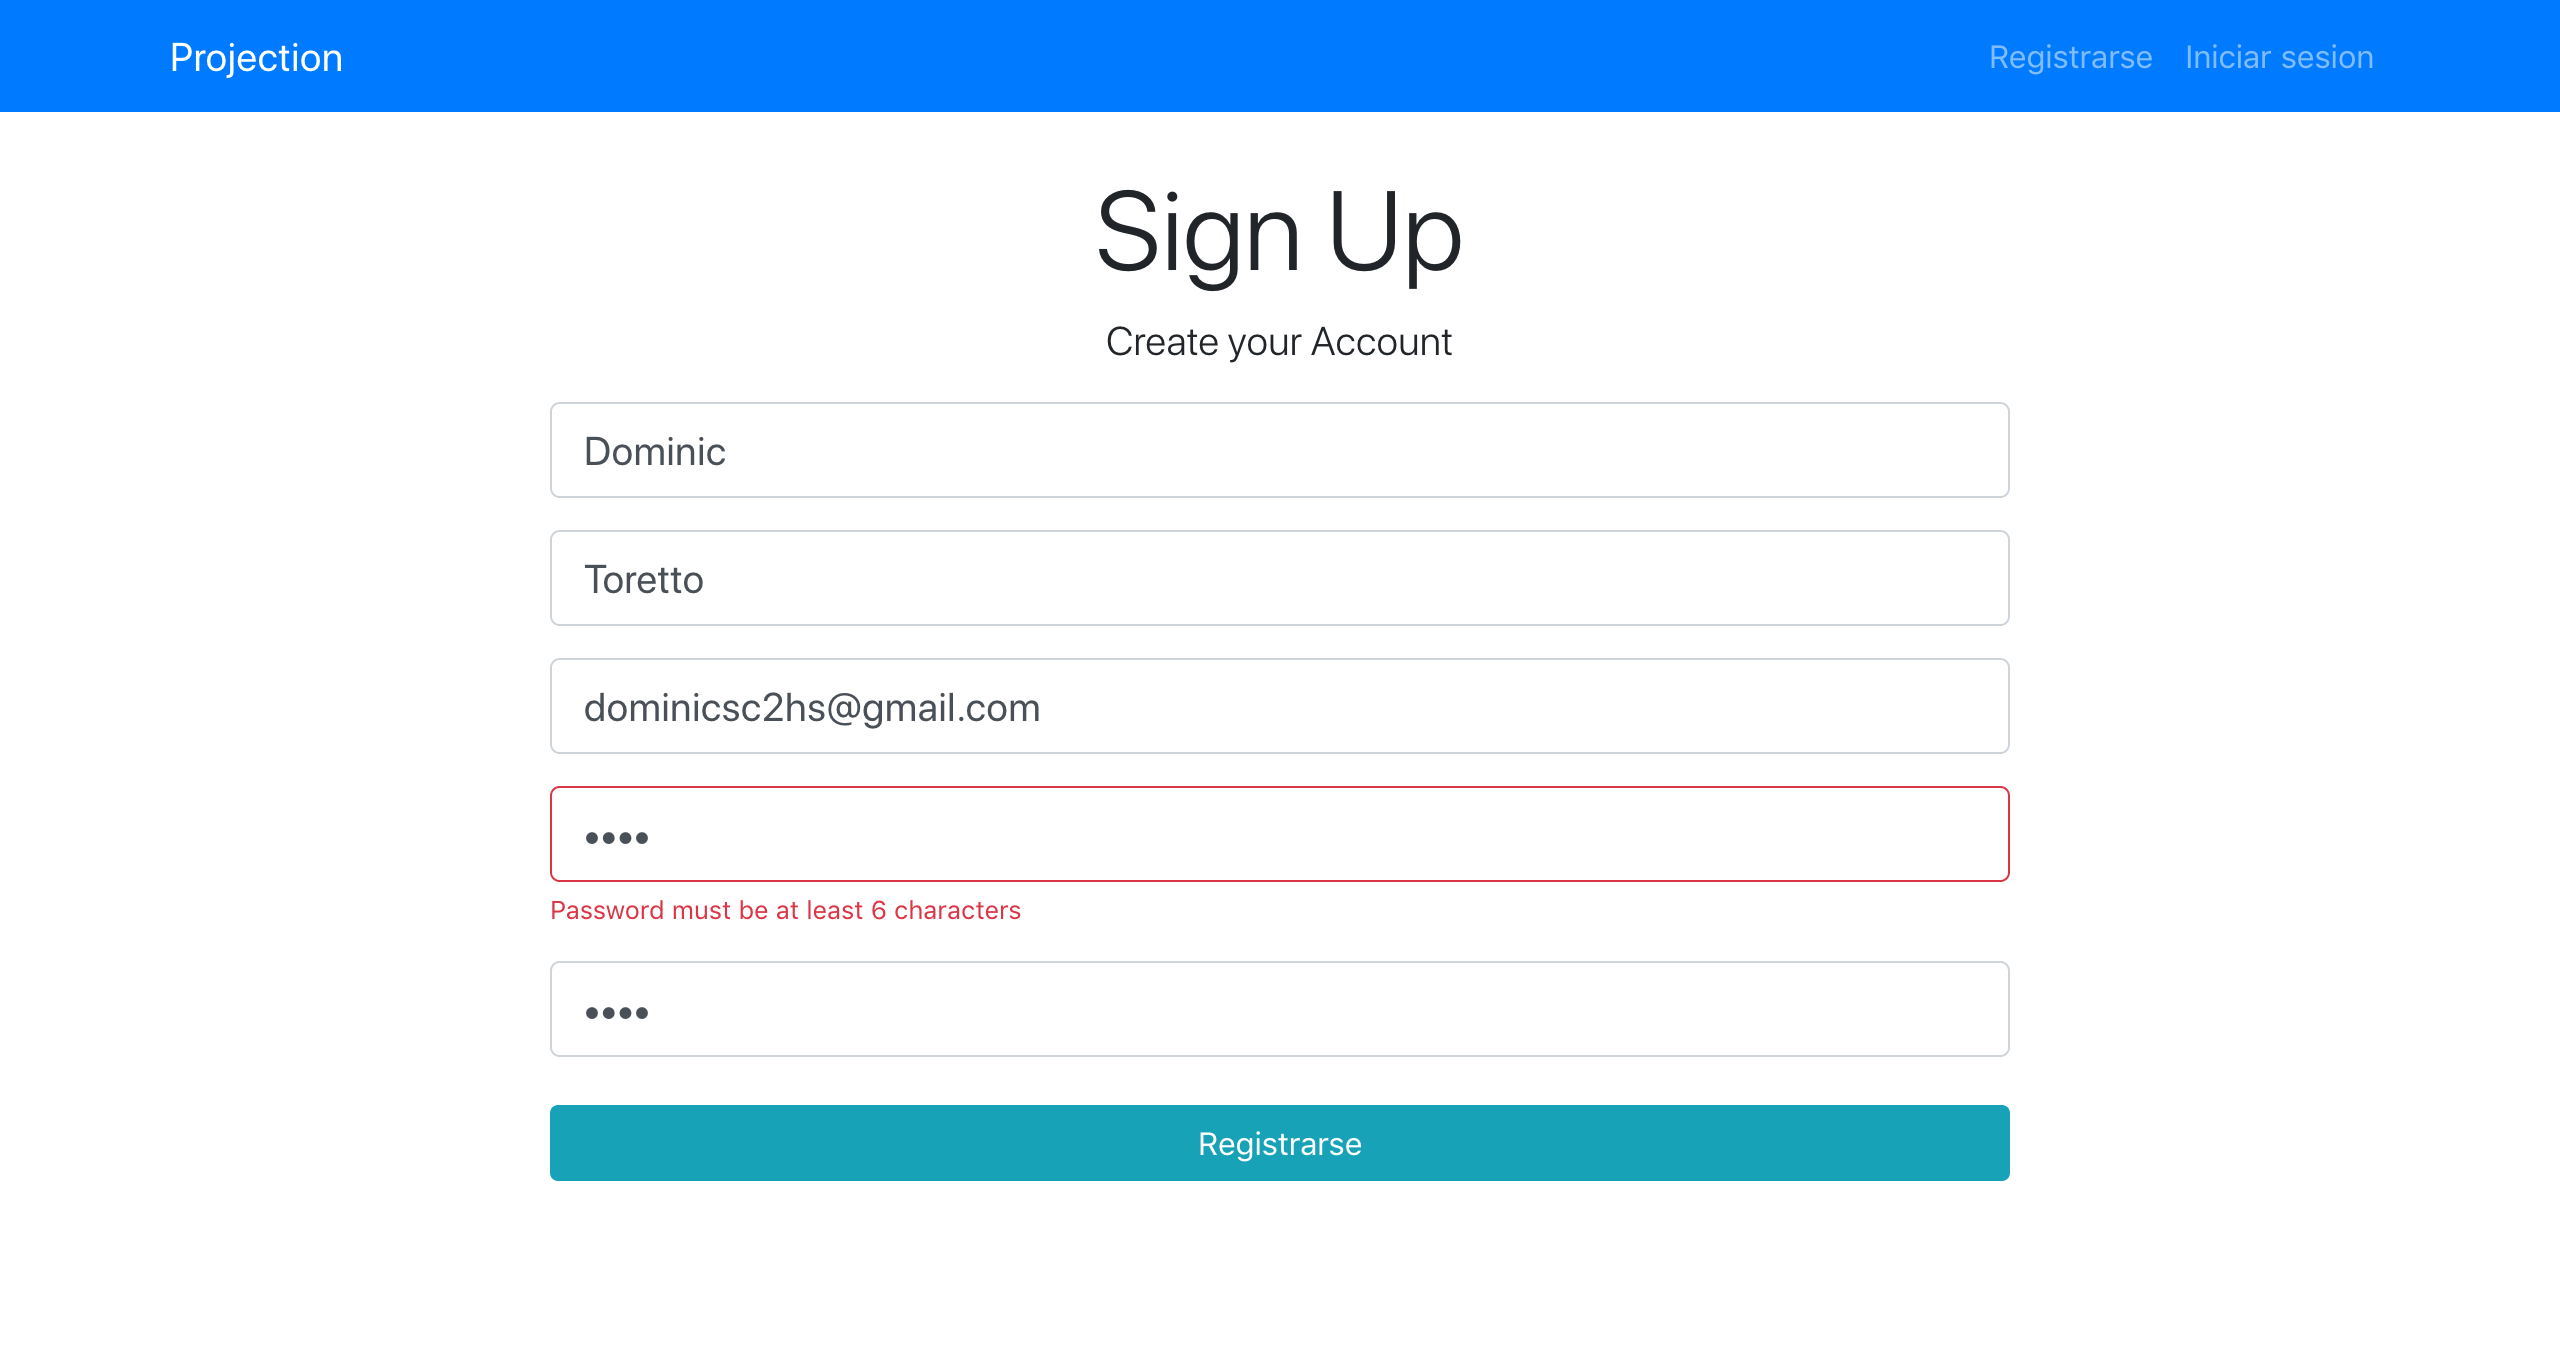 Projection Registrarse Iniciar sesion
Sign Up
Create your Account
Dominic
Toretto
dominicsc2hs@gmail.com
••••
Password must be at least 6 characters
••••
Registrarse